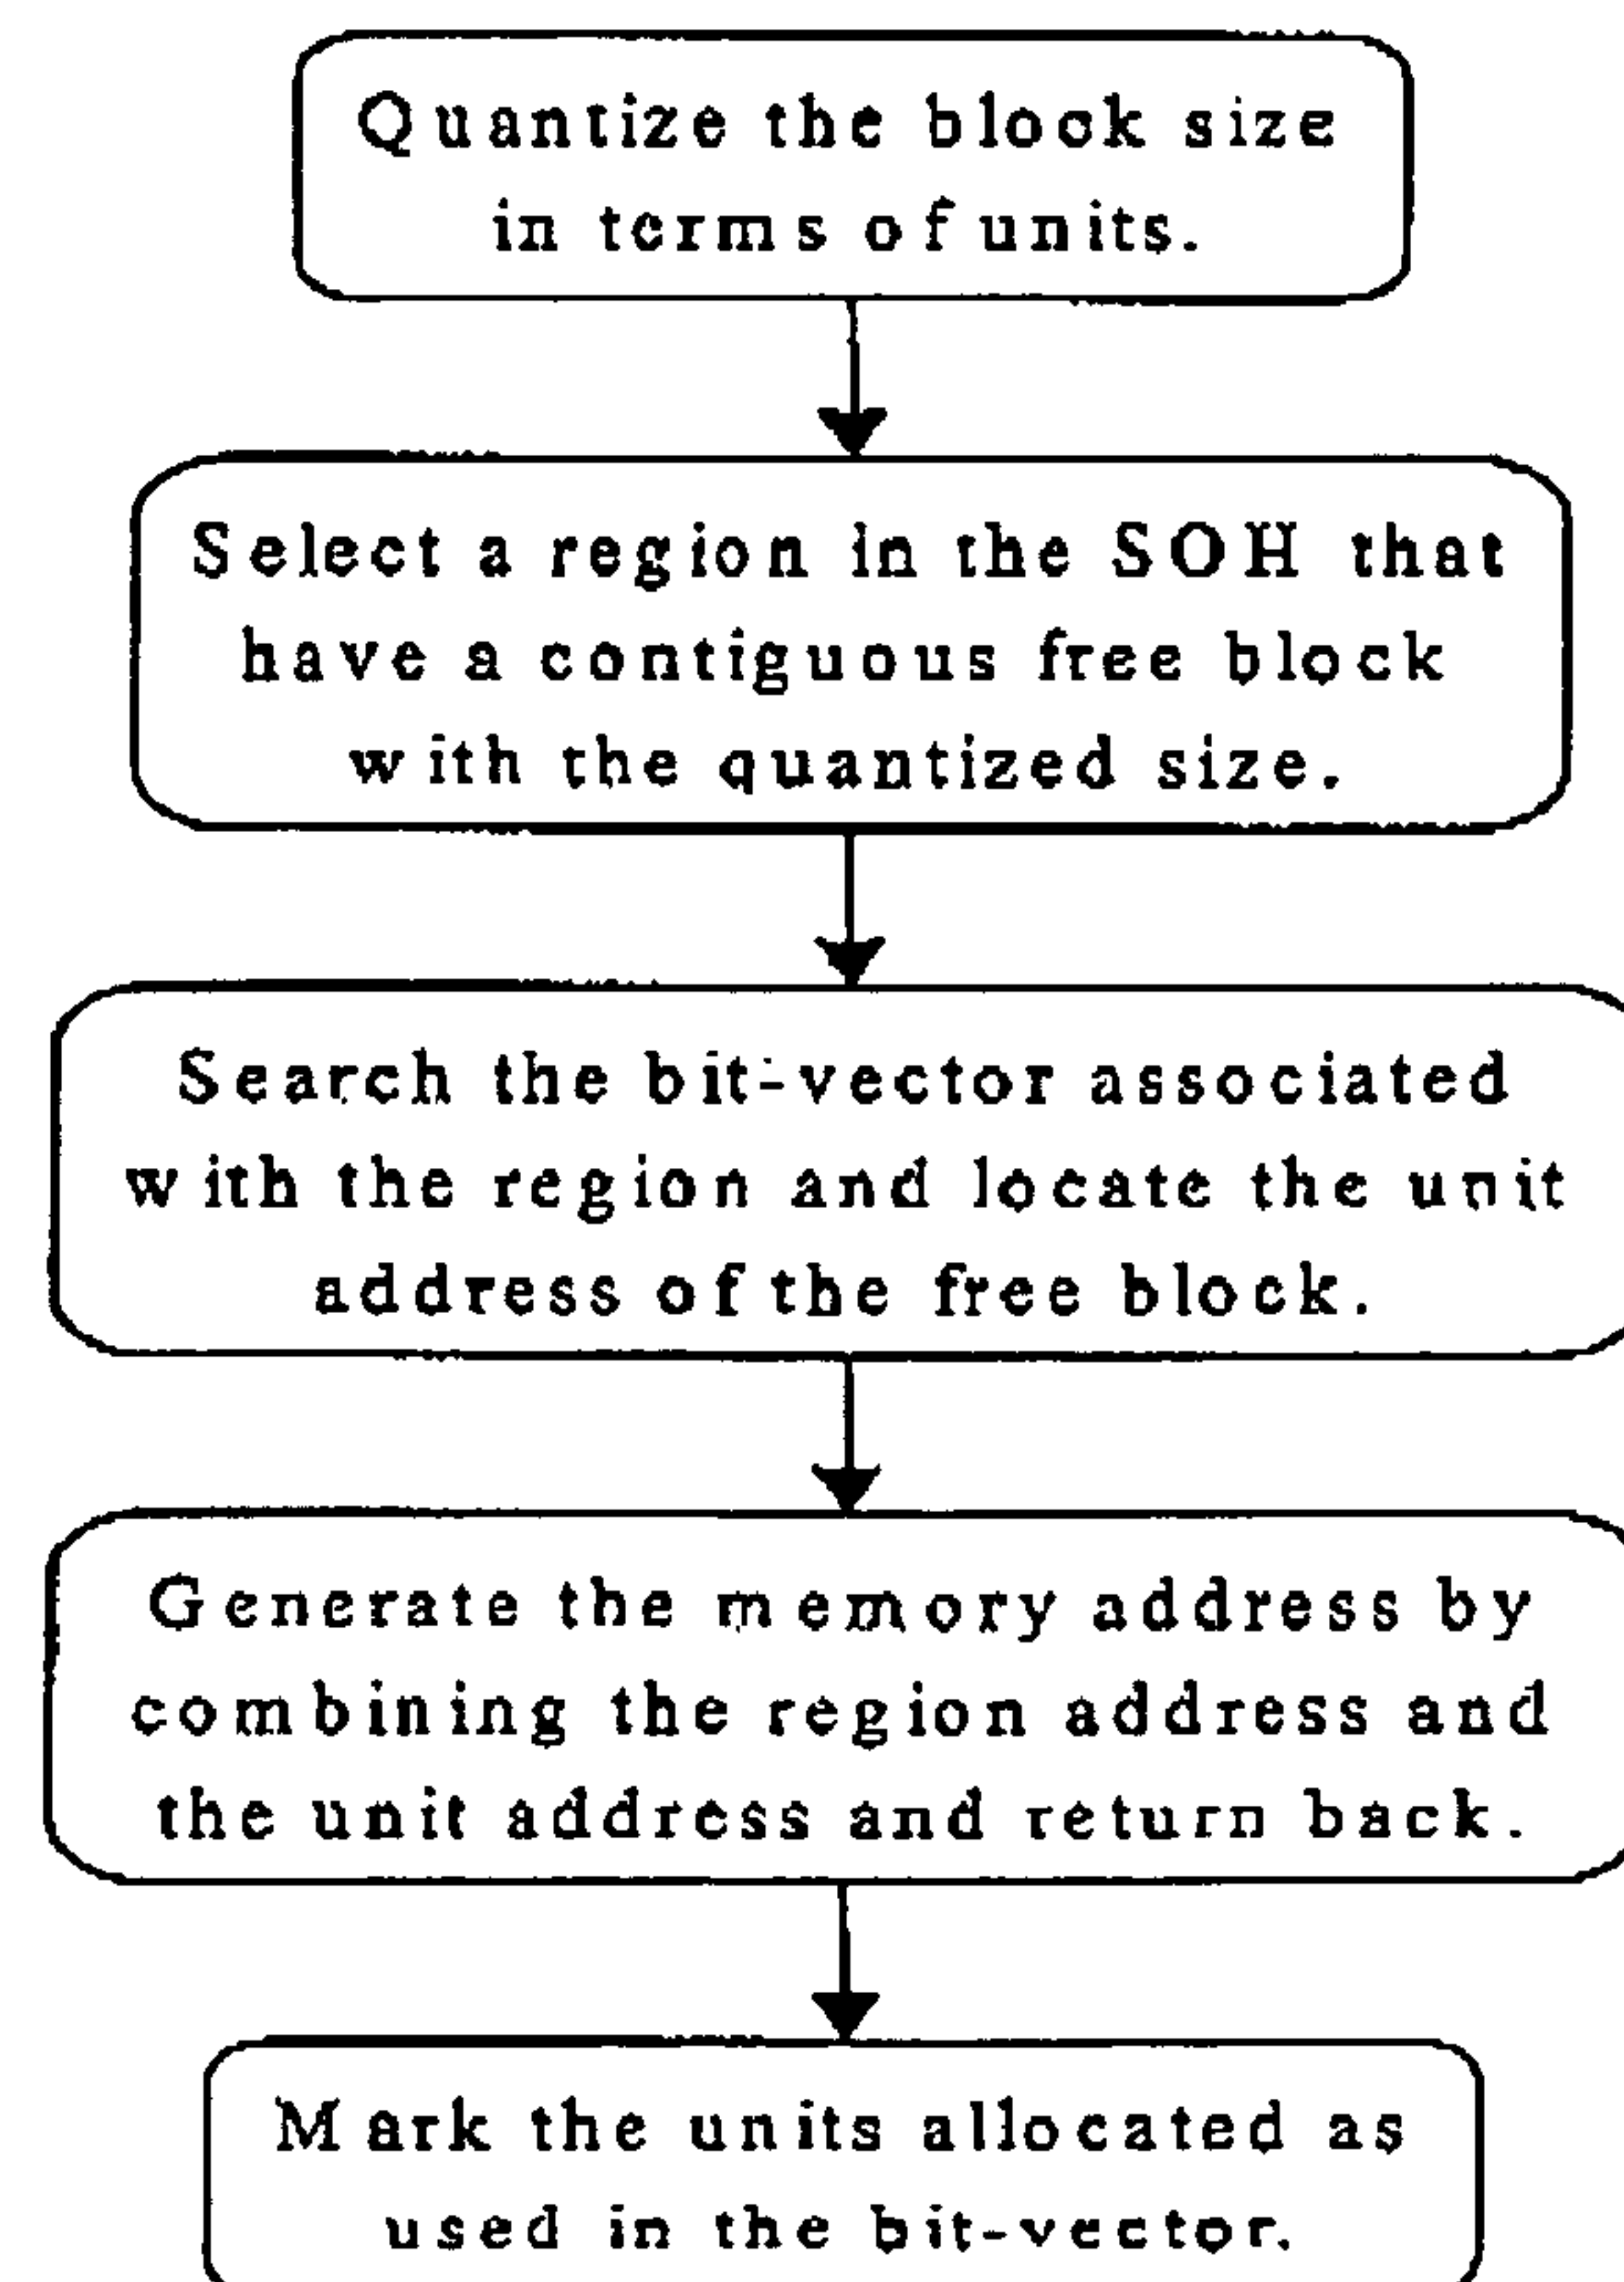 Quantize the block size
in terms of units.
Select a region in the SOH that
have a contiguous free block
with the quantized size.
Search the bit-vector associated
with the region and locate the unit
address of the free block.
Generate the memory address by
combining the region address and
the unit address and return back.
Mark the units allocated as
used in the bit-vector.